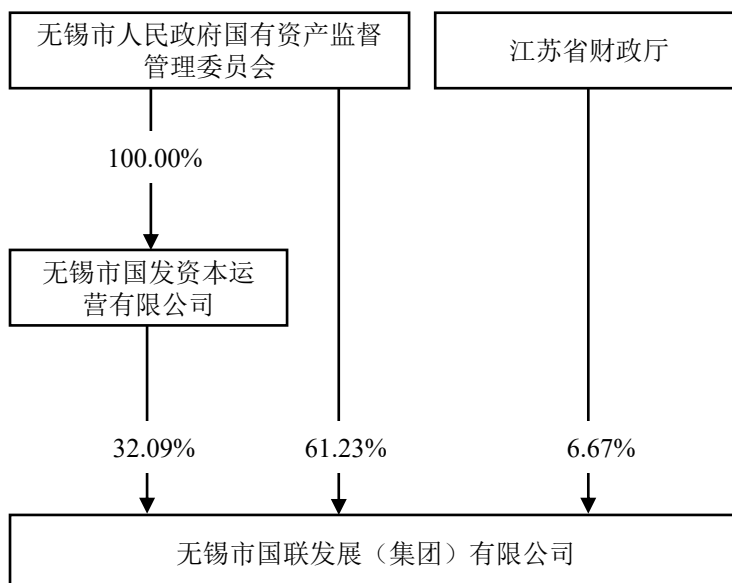 无锡市人民政府国有资产监督
管理委员会
江苏省财政厅
100.00%
无锡市国发资本运
营有限公司
32.09%
61.23%
6.67%
无锡市国联发展（集团）有限公司